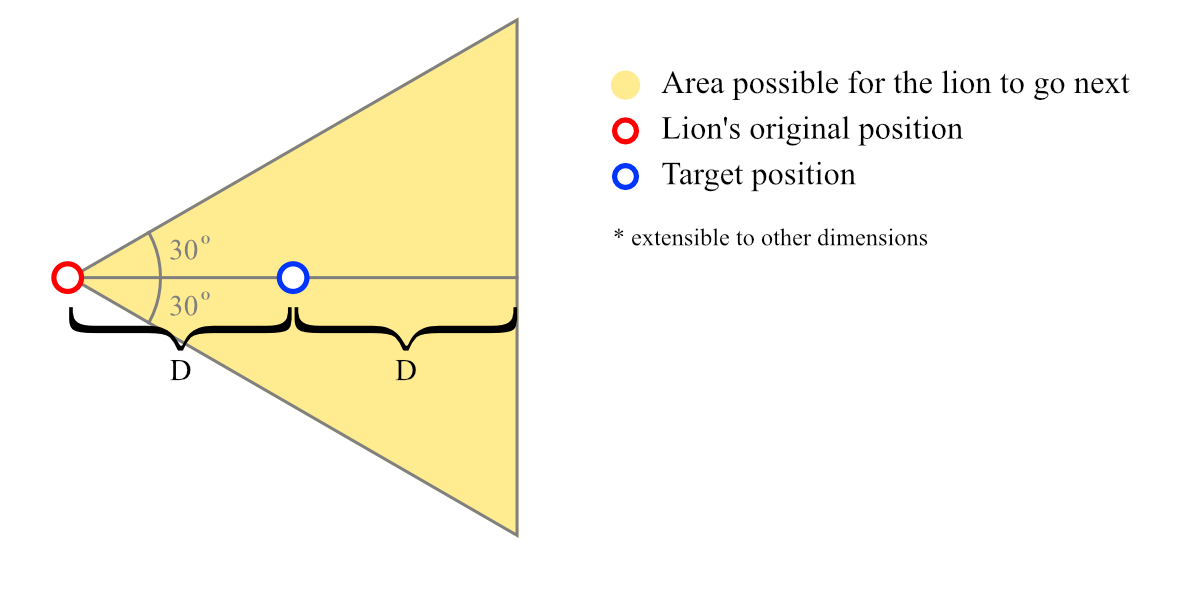 Area possible for the lion to go next
Lion's original position
Target position
* extensible to other dimensions
30°
30°
D
D